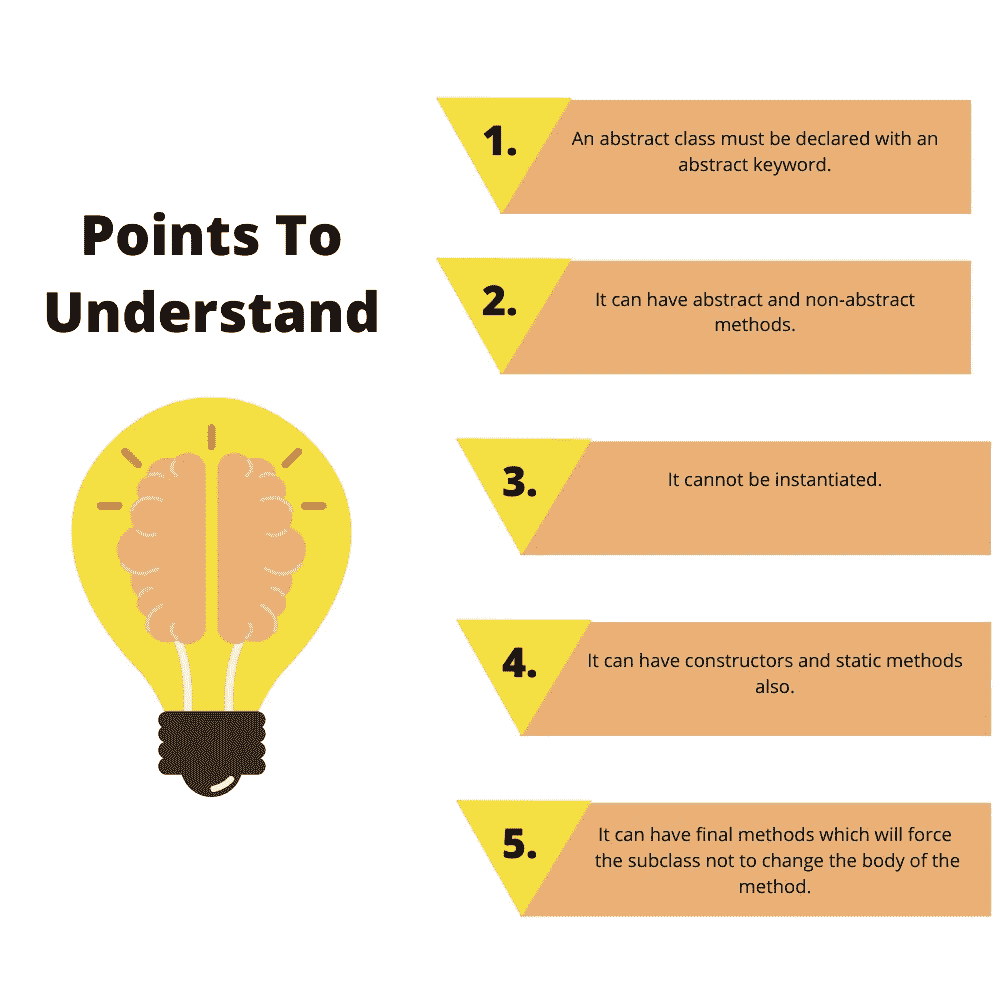 Points To
Understand
1.
An abstract class must be declared with an
abstract keyword.
2.
It can have abstract and non-abstract
methods.
3.
It cannot be instantiated.
4.
It can have constructors and static methods
also.
5.
It can have final methods which will force
the subclass not to change the body of the
method.